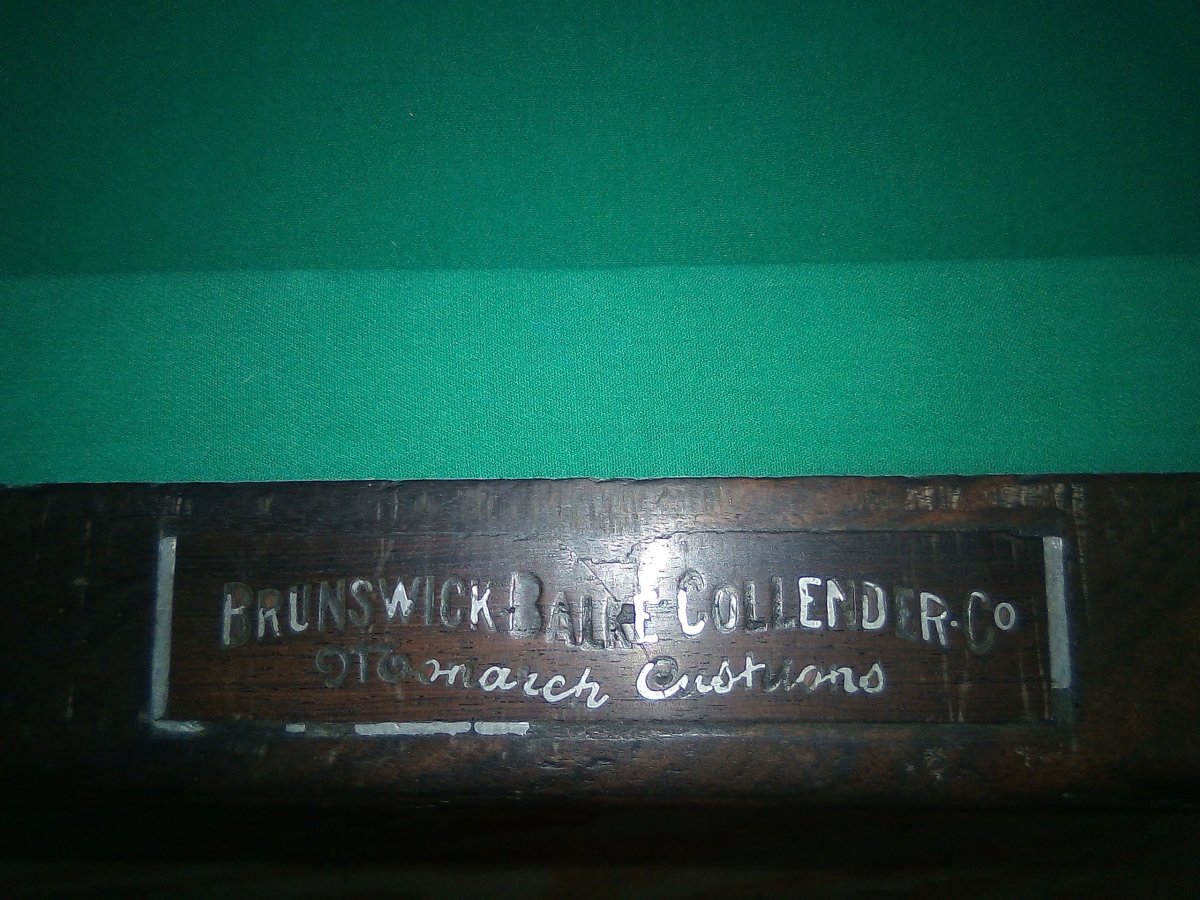 BRUNSWICK-BALKE-COLLENDER-CO
Monarch Cushions